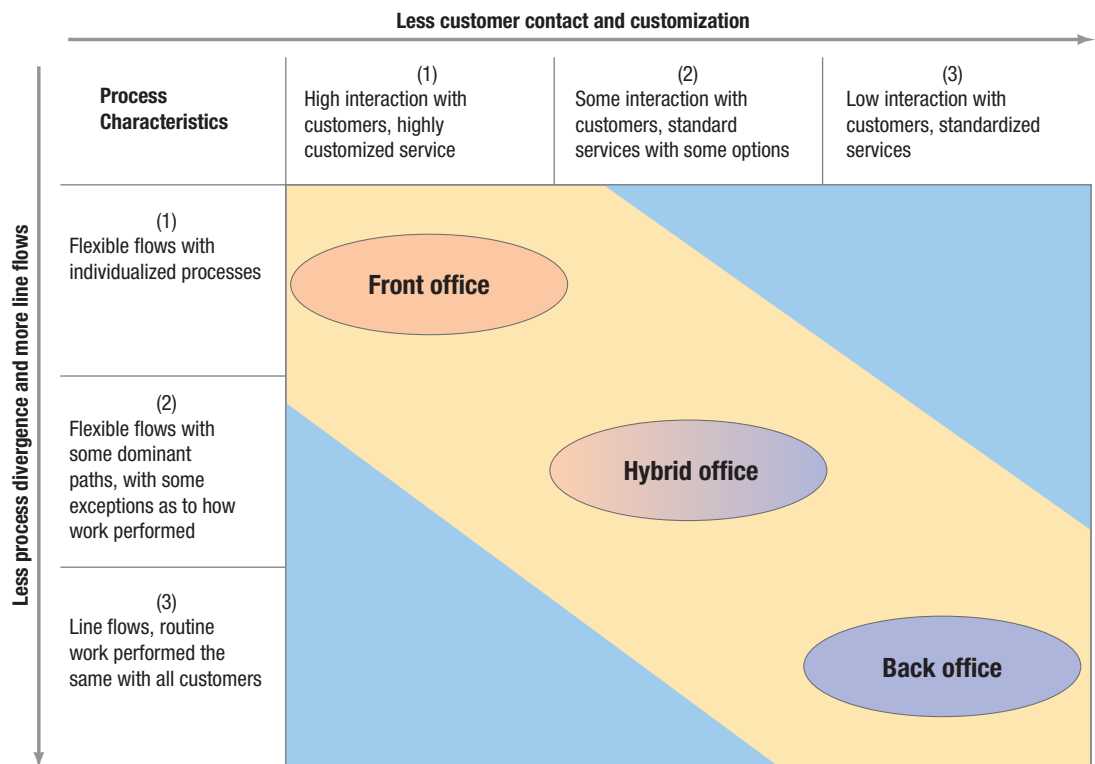 Less customer contact and customization
Less process divergence and more line flows
Process
Characteristics
(1)
High interaction with
customers, highly
customized service
(2)
Some interaction with
customers, standard
services with some options
(3)
Low interaction with
customers, standardized
services
(1)
Flexible flows with
individualized processes
Front office
(2)
Flexible flows with
some dominant
paths, with some
exceptions as to how
work performed
Hybrid office
(3)
Line flows, routine
work performed the
same with all customers
Back office